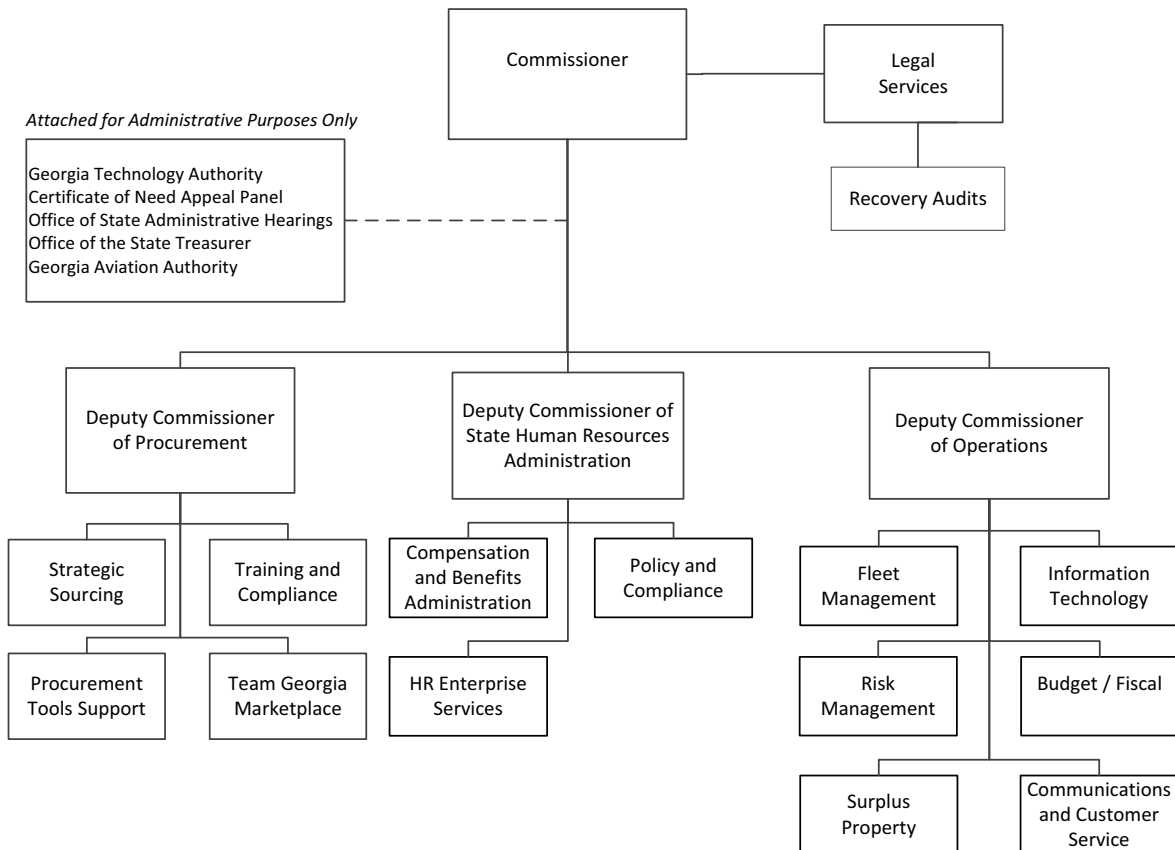 Commissioner
Legal
Services
Attached for Administrative Purposes Only
Georgia Technology Authority
Certificate of Need Appeal Panel
Office of State Administrative Hearings
Office of the State Treasurer
Georgia Aviation Authority
Recovery Audits
Deputy Commissioner
of Procurement
Deputy Commissioner of
State Human Resources
Administration
Deputy Commissioner
of Operations
Strategic
Sourcing
Training and
Compliance
Procurement
Tools Support
Team Georgia
Marketplace
Compensation
and Benefits
Administration
Policy and
Compliance
HR Enterprise
Services
Fleet
Management
Information
Technology
Risk
Management
Budget / Fiscal
Surplus
Property
Communications
and Customer
Service